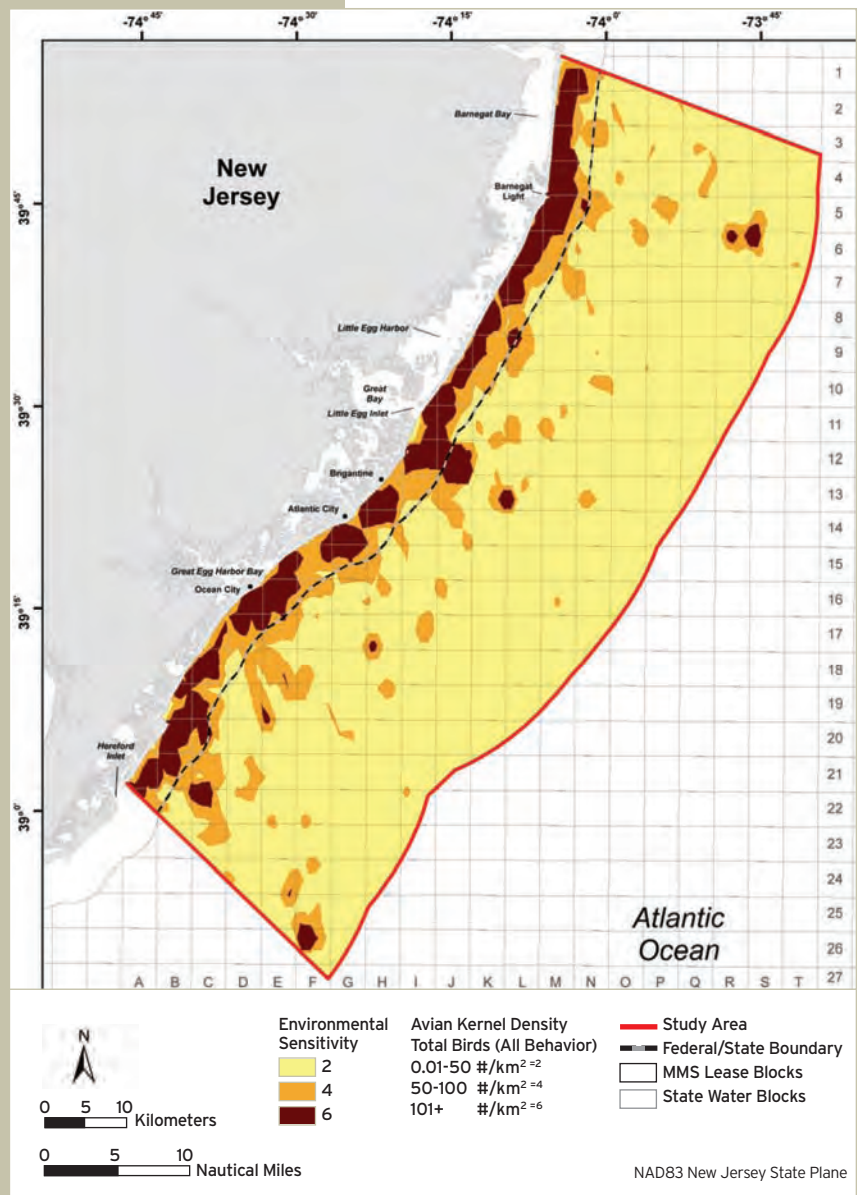 -74°45'
-74°30'
-74°15'
-74°0'
-73°45'
39°45'
39°30'
39°15'
39°0'
1
2
3
4
5
6
7
8
9
10
11
12
13
14
15
16
17
18
19
20
21
22
23
24
25
26
27
A B C D E F G H I J K L M N O P Q R S T
New
Jersey
Barnegat Bay
Barnegat
Light
Little Egg Harbor
Great
Bay
Little Egg Inlet
Brigantine
Atlantic City
Great Egg Harbor Bay
Ocean City
Hereford
Inlet
Atlantic
Ocean
N
0 5 10 Kilometers
0 5 10 Nautical Miles
Environmental
Sensitivity
2
4
6
Avian Kernel Density
Total Birds (All Behavior)
0.01-50 #/km² =2
50-100 #/km² =4
101+ #/km² =6
Study Area
Federal/State Boundary
MMS Lease Blocks
State Water Blocks
NAD83 New Jersey State Plane